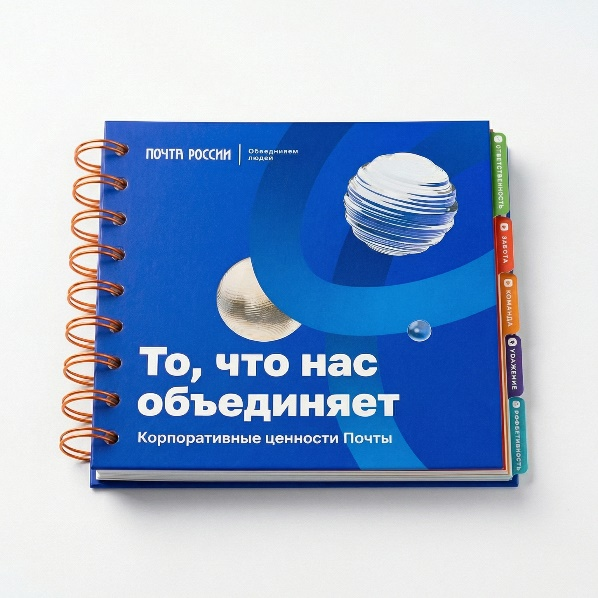 ПОЧТА РОССИИ
Объединяем
людей
То, что нас
объединяет
Корпоративные ценности Почты
ОТВЕТСТВЕННОСТЬ
ЗАБОТА
КОМАНДА
УВАЖЕНИЕ
ЭФФЕКТИВНОСТЬ